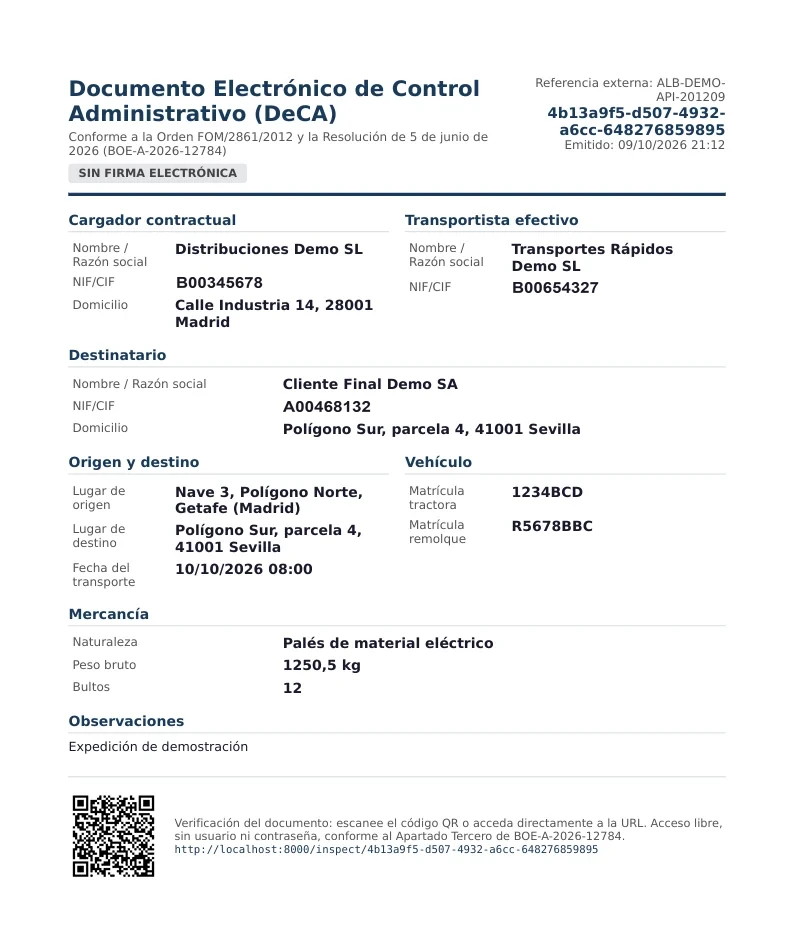 Documento Electrónico de Control
Administrativo (DeCA)
Conforme a la Orden FOM/2861/2012 y la Resolución de 5 de junio de
2026 (BOE-A-2026-12784)
SIN FIRMA ELECTRÓNICA
Referencia externa: ALB-DEMO-
API-201209
4b13a9f5-d507-4932-
a6cc-648276859895
Emitido: 09/10/2026 21:12
Cargador contractual
Nombre /
Razón social
Distribuciones Demo SL
NIF/CIF
B00345678
Domicilio
Calle Industria 14, 28001
Madrid
Transportista efectivo
Nombre /
Razón social
Transportes Rápidos
Demo SL
NIF/CIF
B00654327
Destinatario
Nombre / Razón social
Cliente Final Demo SA
NIF/CIF
A00468132
Domicilio
Polígono Sur, parcela 4, 41001 Sevilla
Origen y destino
Lugar de
origen
Nave 3, Polígono Norte,
Getafe (Madrid)
Lugar de
destino
Polígono Sur, parcela 4,
41001 Sevilla
Fecha del
transporte
10/10/2026 08:00
Vehículo
Matrícula
tractora
1234BCD
Matrícula
remolque
R5678BBC
Mercancía
Naturaleza
Palés de material eléctrico
Peso bruto
1250,5 kg
Bultos
12
Observaciones
Expedición de demostración
Verificación del documento: escanee el código QR o acceda directamente a la URL. Acceso libre,
sin usuario ni contraseña, conforme al Apartado Tercero de BOE-A-2026-12784.
http://localhost:8000/inspect/4b13a9f5-d507-4932-a6cc-648276859895